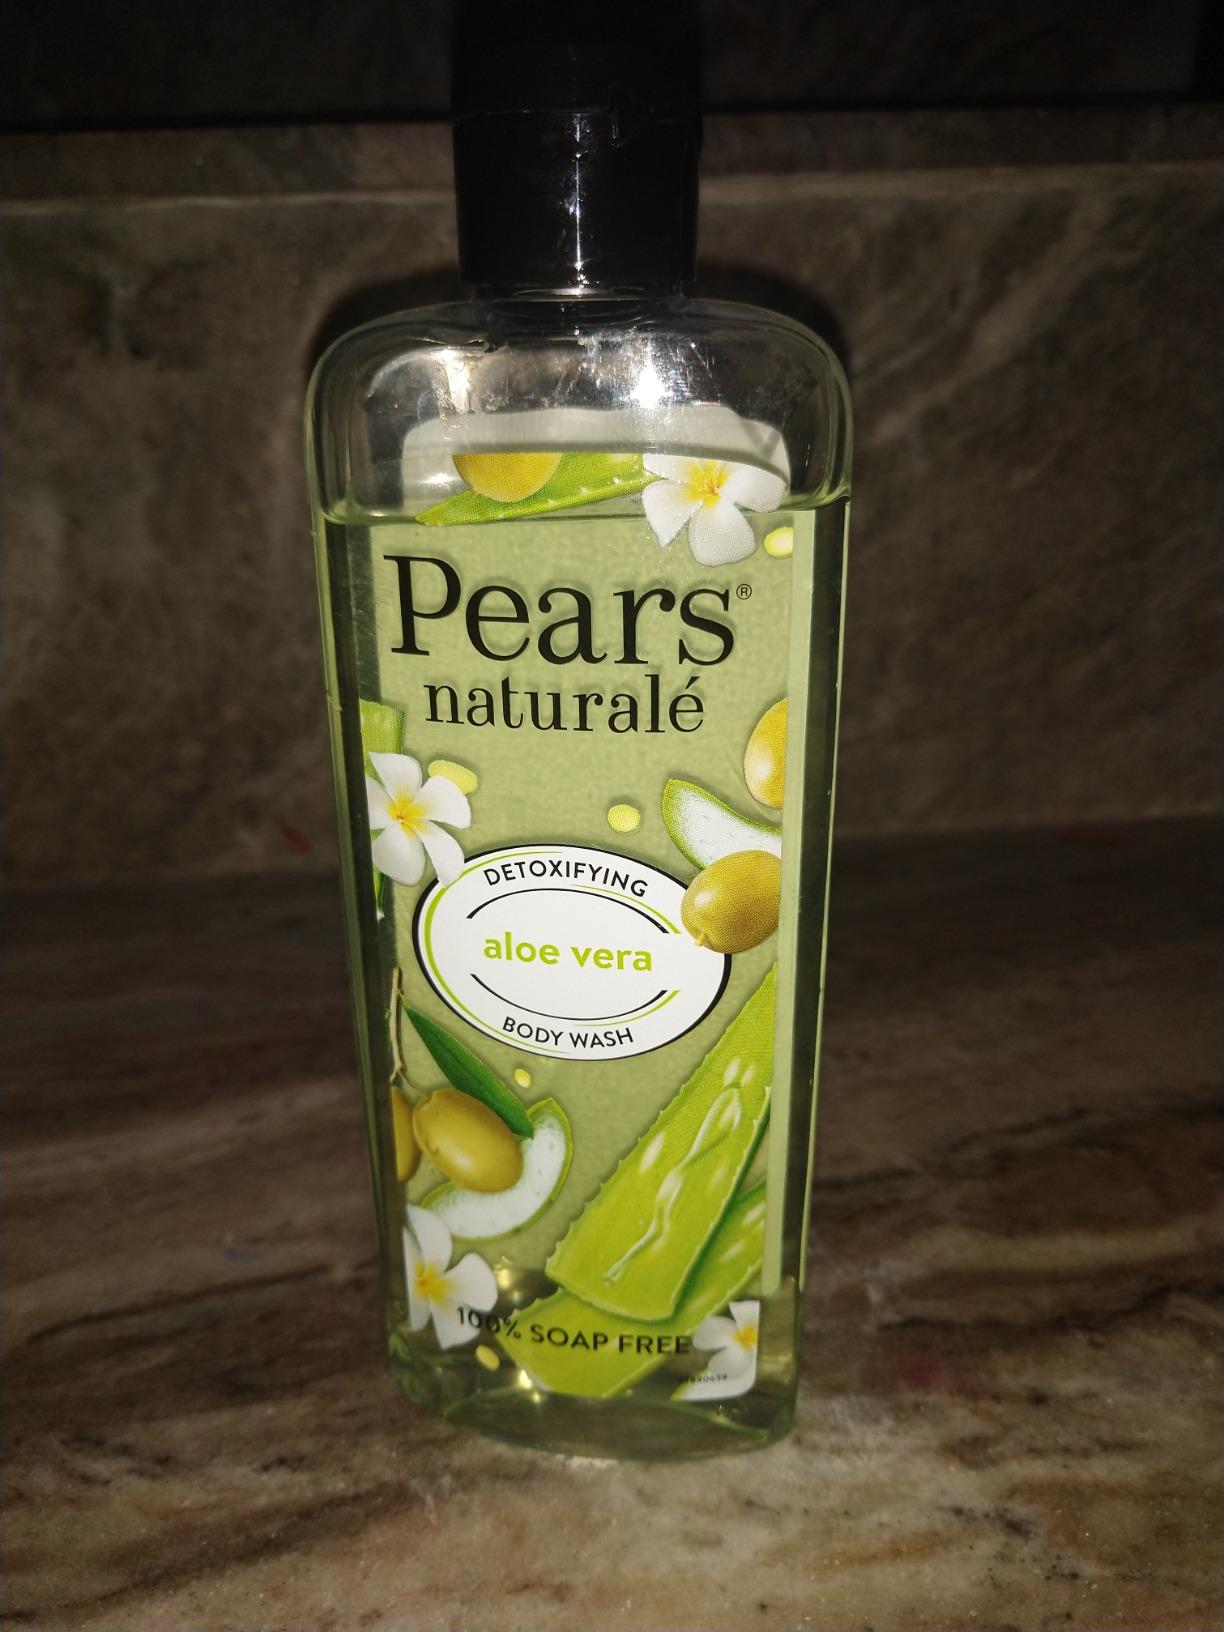 Pears®
naturalé
DETOXIFYING
aloe vera
BODY WASH
100% SOAP FREE